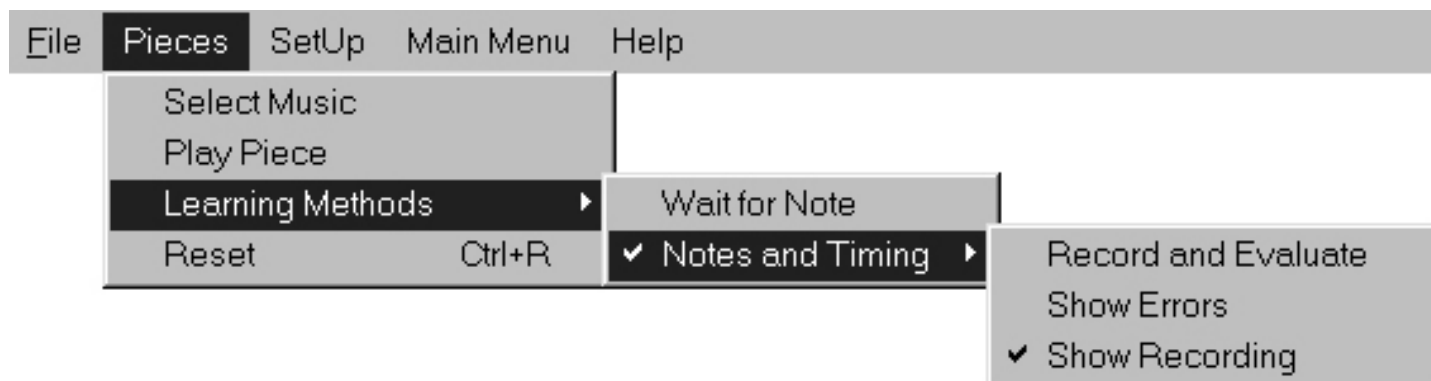 File Pieces SetUp Main Menu Help
Select Music
Play Piece
Learning Methods
Wait for Note
Reset Ctrl+R
✓ Notes and Timing
Record and Evaluate
Show Errors
✓ Show Recording